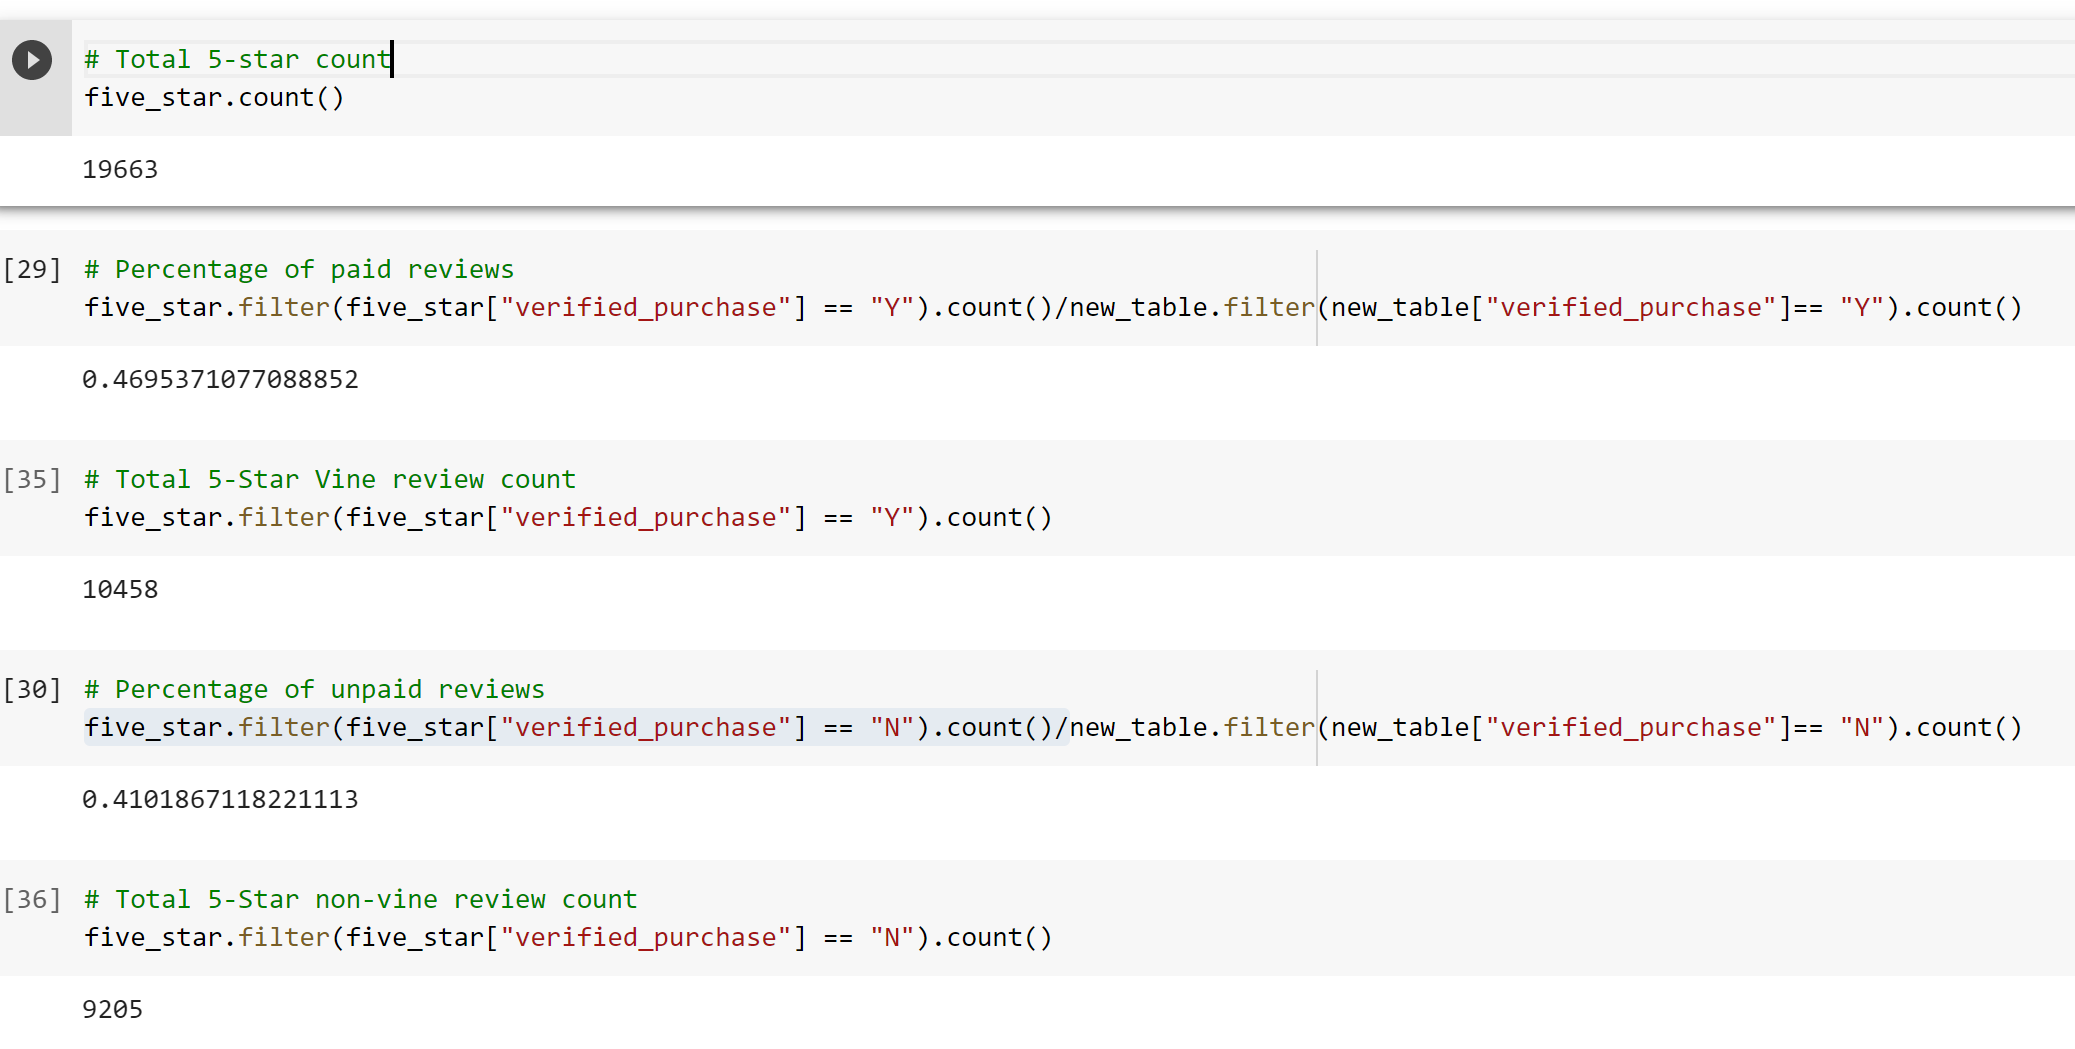 # Total 5-star count
five_star.count()
19663
[29] # Percentage of paid reviews
five_star.filter(five_star["verified_purchase"] == "Y").count()/new_table.filter(new_table["verified_purchase"]== "Y").count()
0.4695371077088852
[35] # Total 5-Star Vine review count
five_star.filter(five_star["verified_purchase"] == "Y").count()
10458
[30] # Percentage of unpaid reviews
five_star.filter(five_star["verified_purchase"] == "N").count()/new_table.filter(new_table["verified_purchase"]== "N").count()
0.4101867118221113
[36] # Total 5-Star non-vine review count
five_star.filter(five_star["verified_purchase"] == "N").count()
9205